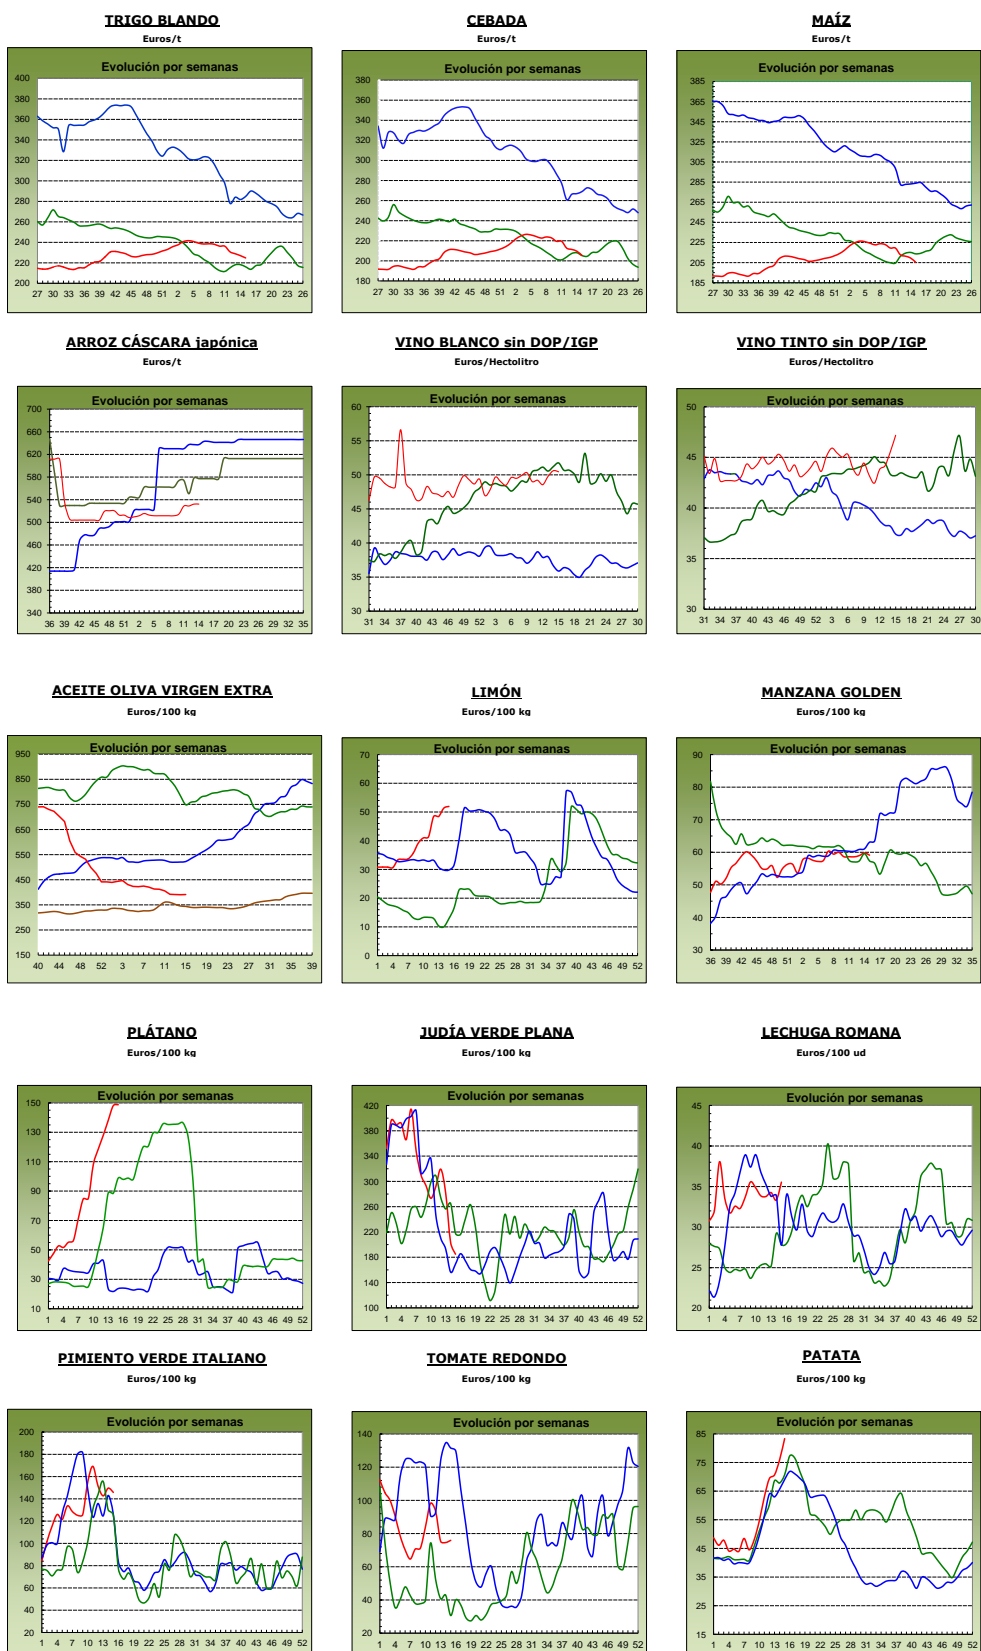 TRIGO BLANDO
Euros/t
Evolución por semanas
400
380
360
340
320
300
280
260
240
220
200
27 30 33 36 39 42 45 48 51 2 5 8 11 14 17 20 23 26
CEBADA
Euros/t
Evolución por semanas
380
360
340
320
300
280
260
240
220
200
180
27 30 33 36 39 42 45 48 51 2 5 8 11 14 17 20 23 26
MAÍZ
Euros/t
Evolución por semanas
385
365
345
325
305
285
265
245
225
205
185
27 30 33 36 39 42 45 48 51 2 5 8 11 14 17 20 23 26
ARROZ CÁSCARA japónica
Euros/t
Evolución por semanas
700
660
620
580
540
500
460
420
380
340
36 39 42 45 48 51 2 5 8 11 14 17 20 23 26 29 32 35
VINO BLANCO sin DOP/IGP
Euros/Hectolitro
Evolución por semanas
60
55
50
45
40
35
30
31 34 37 40 43 46 49 52 3 6 9 12 15 18 21 24 27 30
VINO TINTO sin DOP/IGP
Euros/Hectolitro
Evolución por semanas
50
45
40
35
30
31 34 37 40 43 46 49 52 3 6 9 12 15 18 21 24 27 30
ACEITE OLIVA VIRGEN EXTRA
Euros/100 kg
Evolución por semanas
950
850
750
650
550
450
350
250
150
40 44 48 52 3 7 11 15 19 23 27 31 35 39
LIMÓN
Euros/100 kg
Evolución por semanas
70
60
50
40
30
20
10
0
1 4 7 10 13 16 19 22 25 28 31 34 37 40 43 46 49 52
MANZANA GOLDEN
Euros/100 kg
Evolución por semanas
90
80
70
60
50
40
30
36 39 42 45 48 51 2 5 8 11 14 17 20 23 26 29 32 35
PLÁTANO
Euros/100 kg
Evolución por semanas
150
130
110
90
70
50
30
10
1 4 7 10 13 16 19 22 25 28 31 34 37 40 43 46 49 52
JUDÍA VERDE PLANA
Euros/100 kg
Evolución por semanas
420
380
340
300
260
220
180
140
100
1 4 7 10 13 16 19 22 25 28 31 34 37 40 43 46 49 52
LECHUGA ROMANA
Euros/100 ud
Evolución por semanas
45
40
35
30
25
20
1 4 7 10 13 16 19 22 25 28 31 34 37 40 43 46 49 52
PIMIENTO VERDE ITALIANO
Euros/100 kg
Evolución por semanas
200
180
160
140
120
100
80
60
40
20
1 4 7 10 13 16 19 22 25 28 31 34 37 40 43 46 49 52
TOMATE REDONDO
Euros/100 kg
Evolución por semanas
140
120
100
80
60
40
20
1 4 7 10 13 16 19 22 25 28 31 34 37 40 43 46 49 52
PATATA
Euros/100 kg
Evolución por semanas
85
75
65
55
45
35
25
15
1 4 7 10 13 16 19 22 25 28 31 34 37 40 43 46 49 52